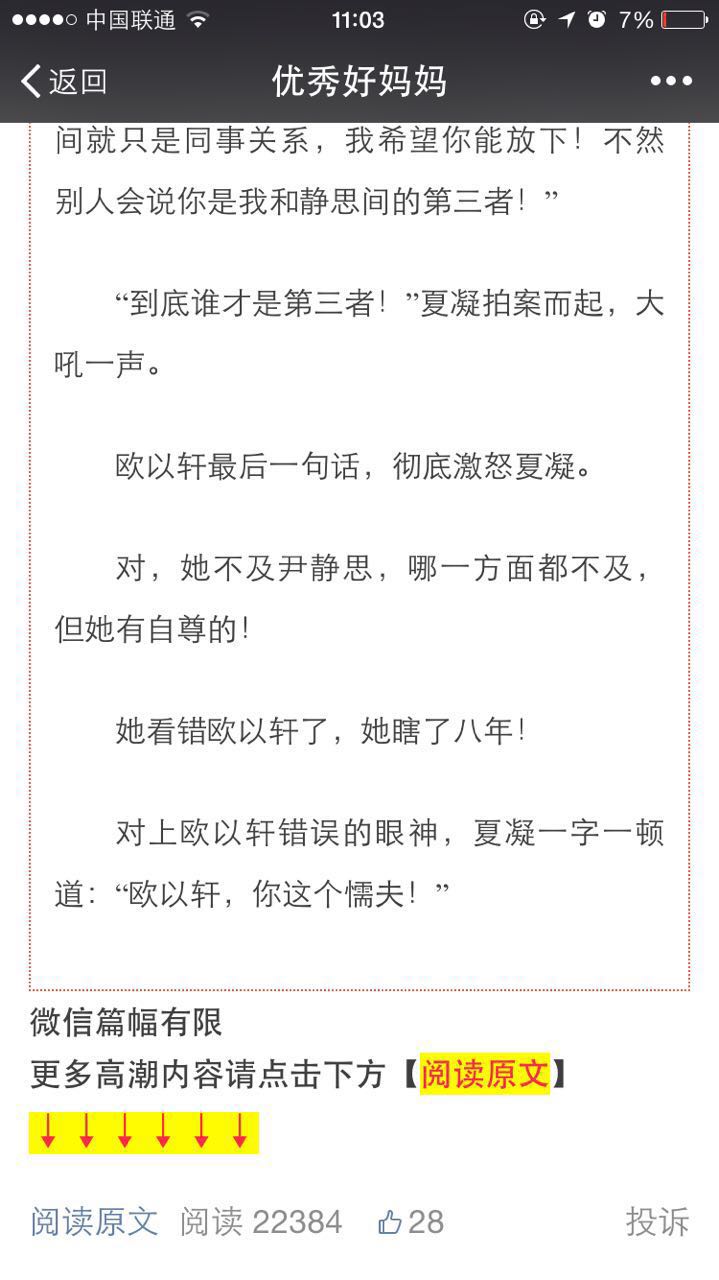 中国联通 11:03 7%
返回 优秀好妈妈
间就只是同事关系，我希望你能放下！不然
别人会说你是我和静思间的第三者！”
“到底谁才是第三者！”夏凝拍案而起，大
吼一声。
欧以轩最后一句话，彻底激怒夏凝。
对，她不及尹静思，哪一方面都不及，
但她有自尊的！
她看错欧以轩了，她瞎了八年！
对上欧以轩错误的眼神，夏凝一字一顿
道：“欧以轩，你这个懦夫！”
微信篇幅有限
更多高潮内容请点击下方【阅读原文】
↓ ↓ ↓ ↓ ↓ ↓
阅读原文 阅读 22384 28 投诉